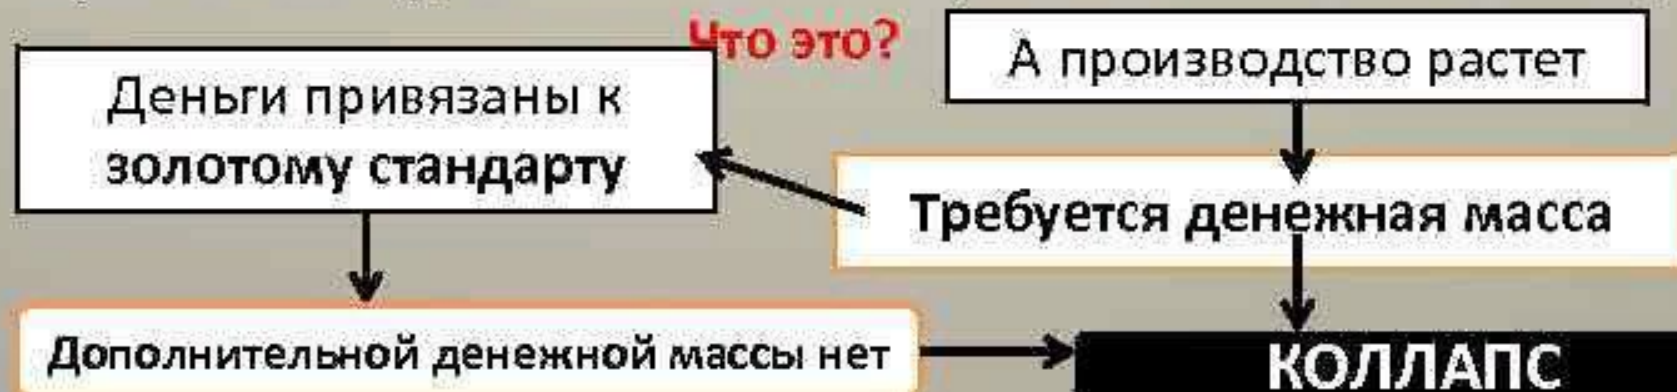 Что это?
А производство растет
Деньги привязаны к
золотому стандарту
Требуется денежная масса
Дополнительной денежной массы нет
КОЛЛАПС